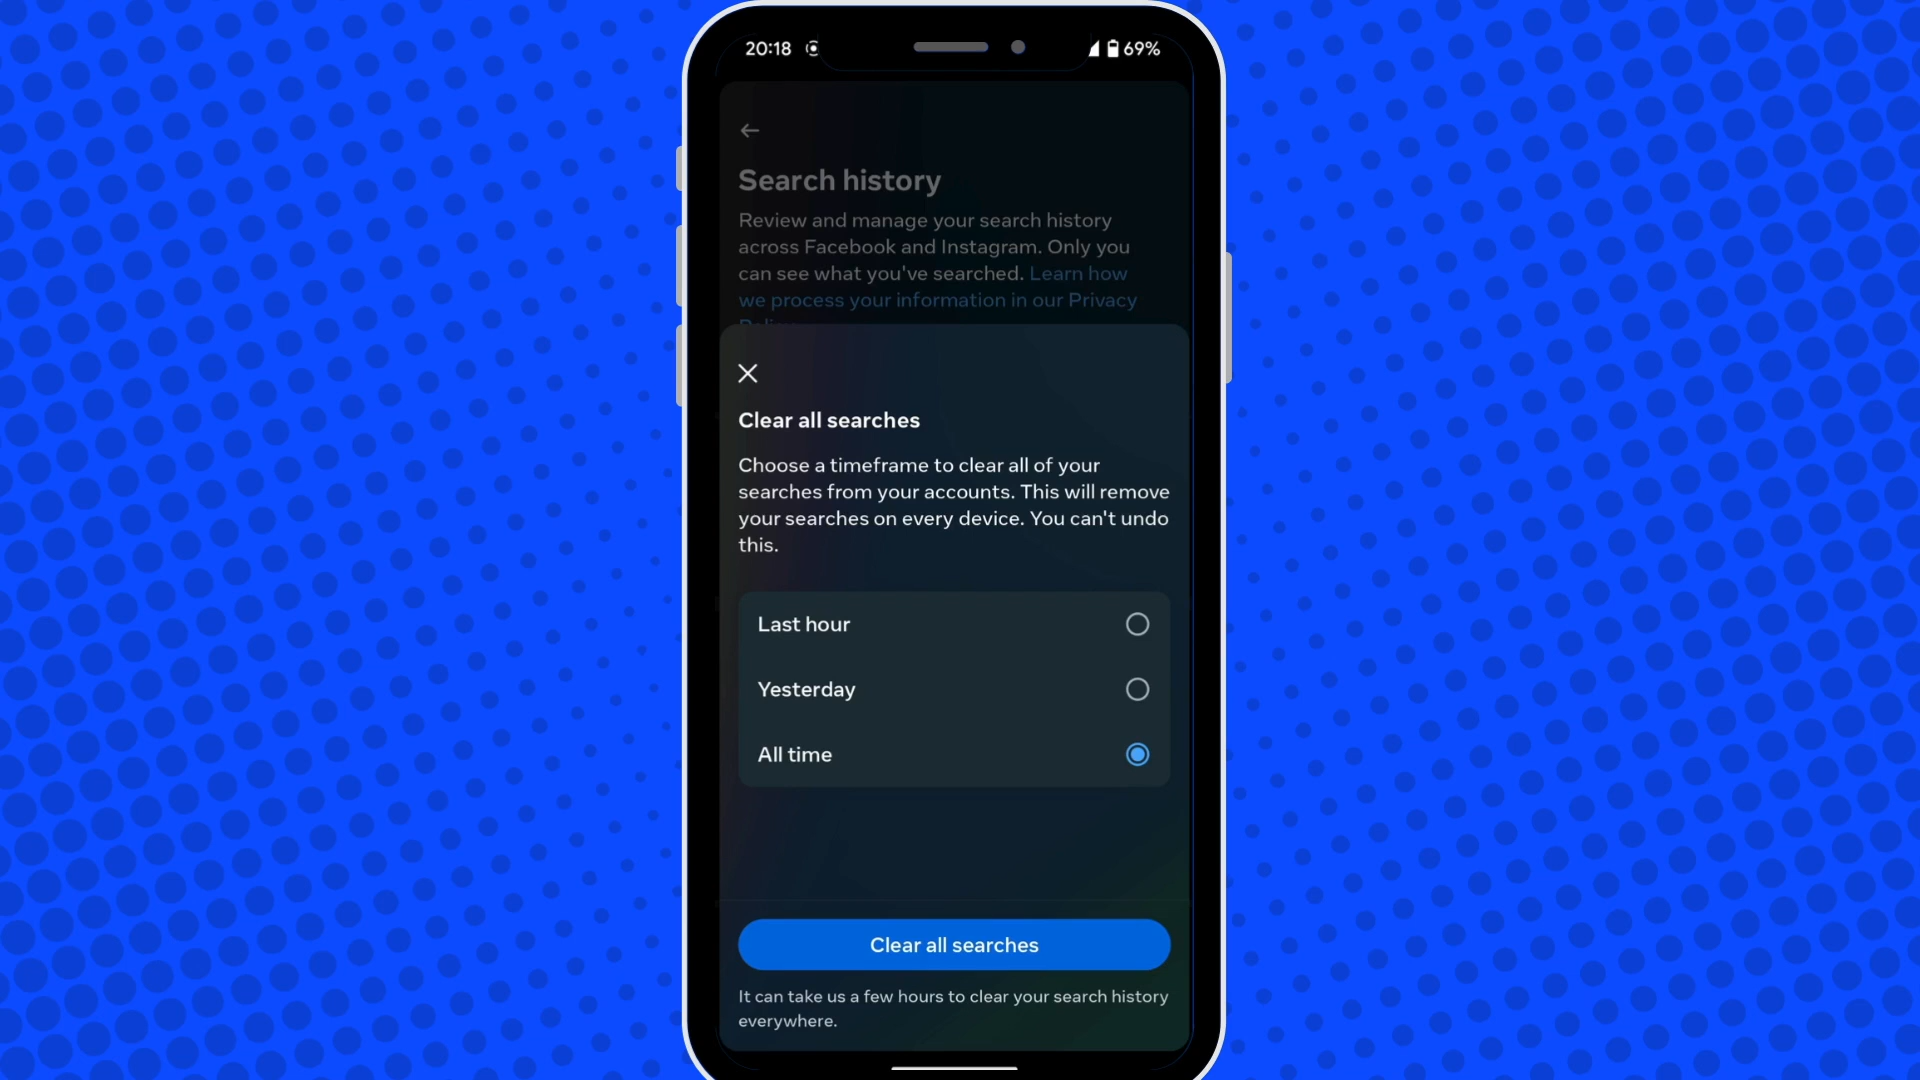 20:18
69%
Search history
Review and manage your search history
across Facebook and Instagram. Only you
can see what you've searched. Learn how
we process your information in our Privacy
Clear all searches
Choose a timeframe to clear all of your
searches from your accounts. This will remove
your searches on every device. You can't undo
this.
Last hour
Yesterday
All time
Clear all searches
It can take us a few hours to clear your search history
everywhere.